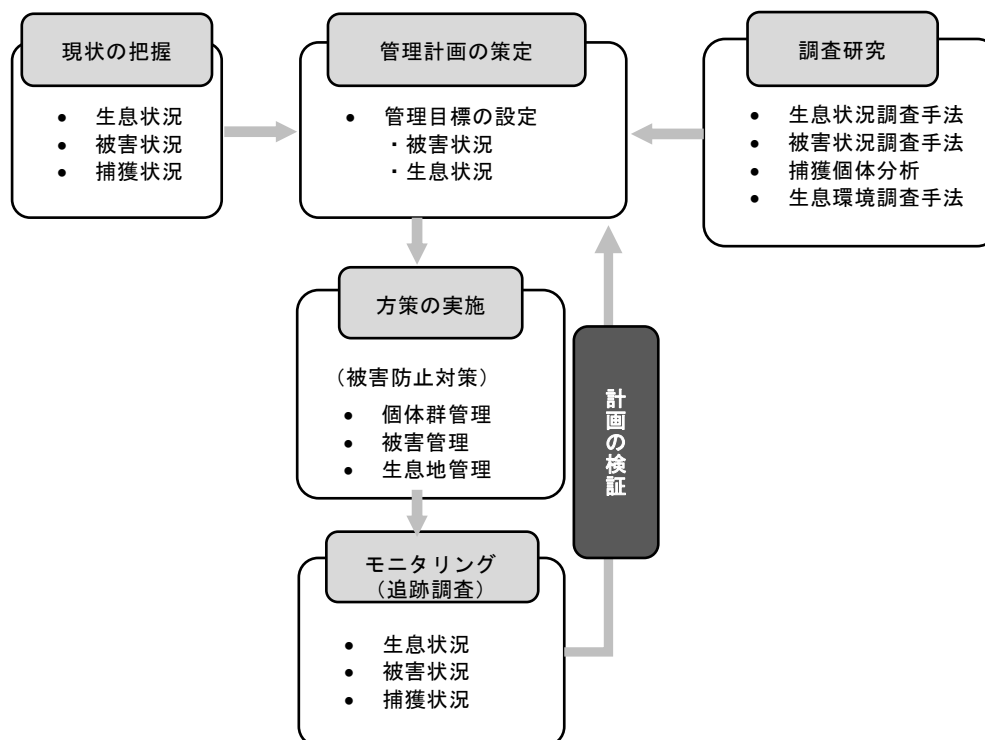 現状の把握
• 生息状況
• 被害状況
• 捕獲状況
管理計画の策定
• 管理目標の設定
・被害状況
・生息状況
調査研究
• 生息状況調査手法
• 被害状況調査手法
• 捕獲個体分析
• 生息環境調査手法
方策の実施
（被害防止対策）
• 個体群管理
• 被害管理
• 生息地管理
計画の検証
モニタリング
（追跡調査）
• 生息状況
• 被害状況
• 捕獲状況